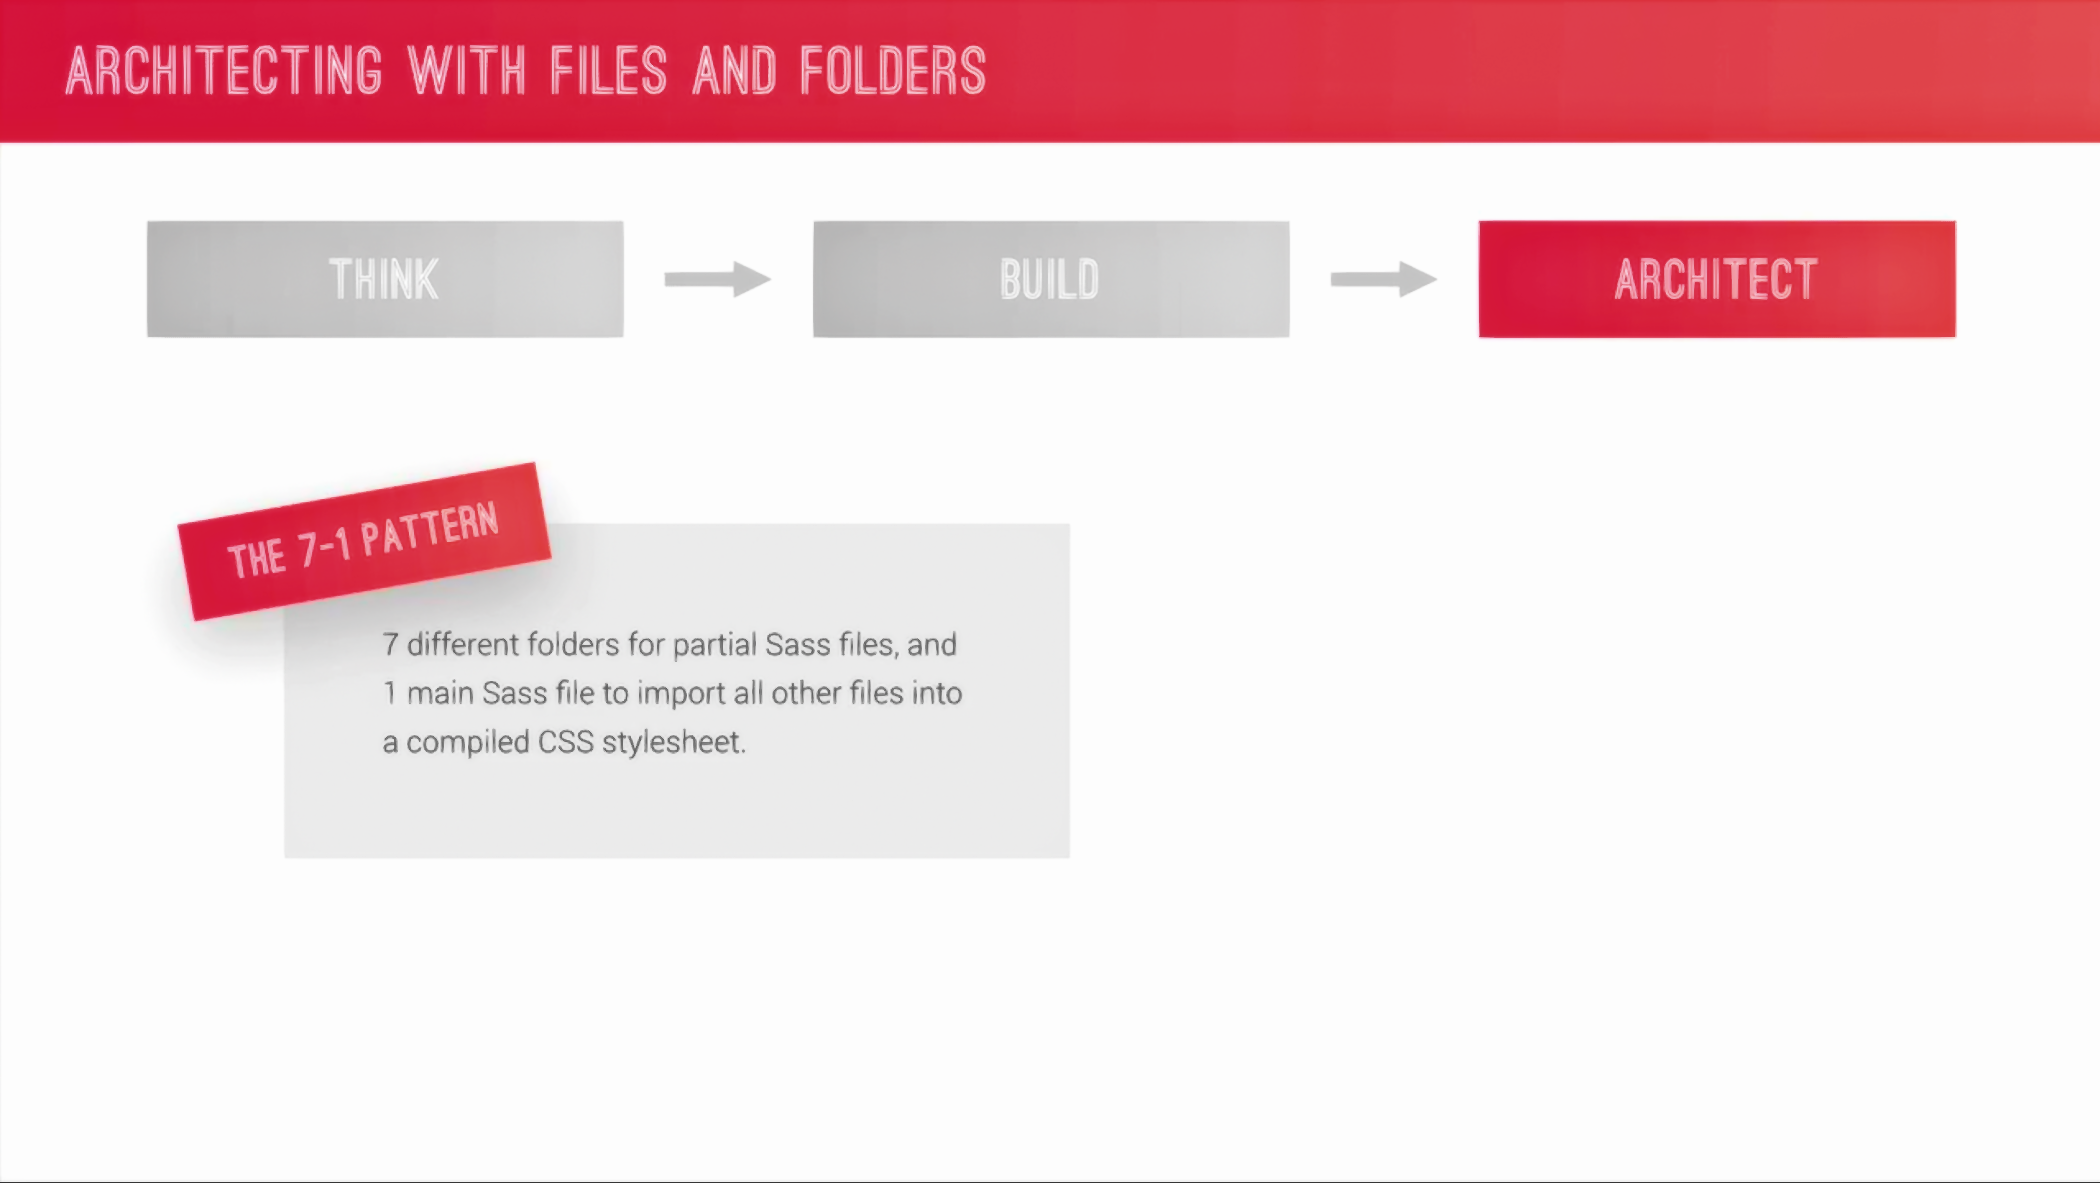 ARCHITECTING WITH FILES AND FOLDERS
THINK
BUILD
ARCHITECT
THE 7-1 PATTERN
7 different folders for partial Sass files, and
1 main Sass file to import all other files into
a compiled CSS stylesheet.